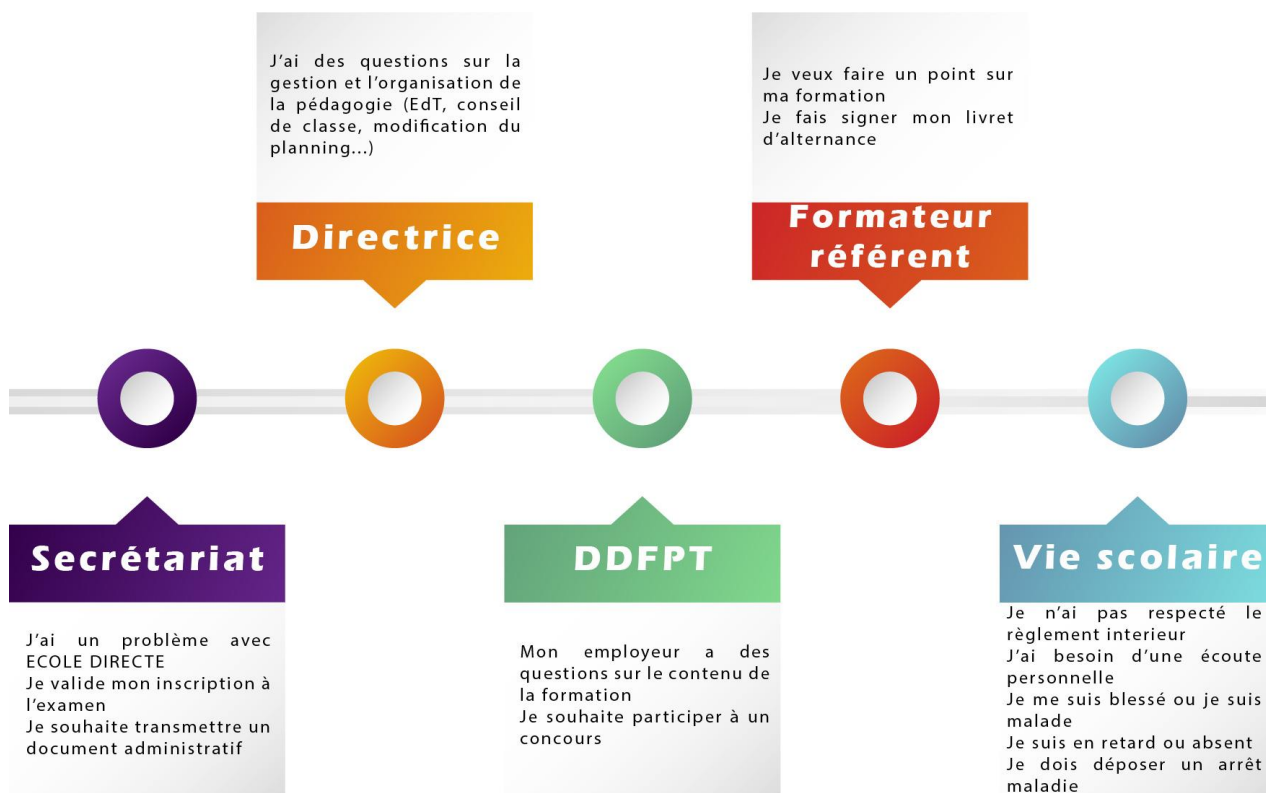 J'ai des questions sur la
gestion et l'organisation de
la pédagogie (EdT, conseil
de classe, modification du
planning...)
Directrice
Je veux faire un point sur
ma formation
Je fais signer mon livret
d'alternance
Formateur
référent
Secrétariat
J'ai un problème avec
ECOLE DIRECTE
Je valide mon inscription à
l'examen
Je souhaite transmettre un
document administratif
DDFPT
Mon employeur a des
questions sur le contenu de
la formation
Je souhaite participer à un
concours
Vie scolaire
Je n'ai pas respecté le
règlement interieur
J'ai besoin d'une écoute
personnelle
Je me suis blessé ou je suis
malade
Je suis en retard ou absent
Je dois déposer un arrêt
maladie